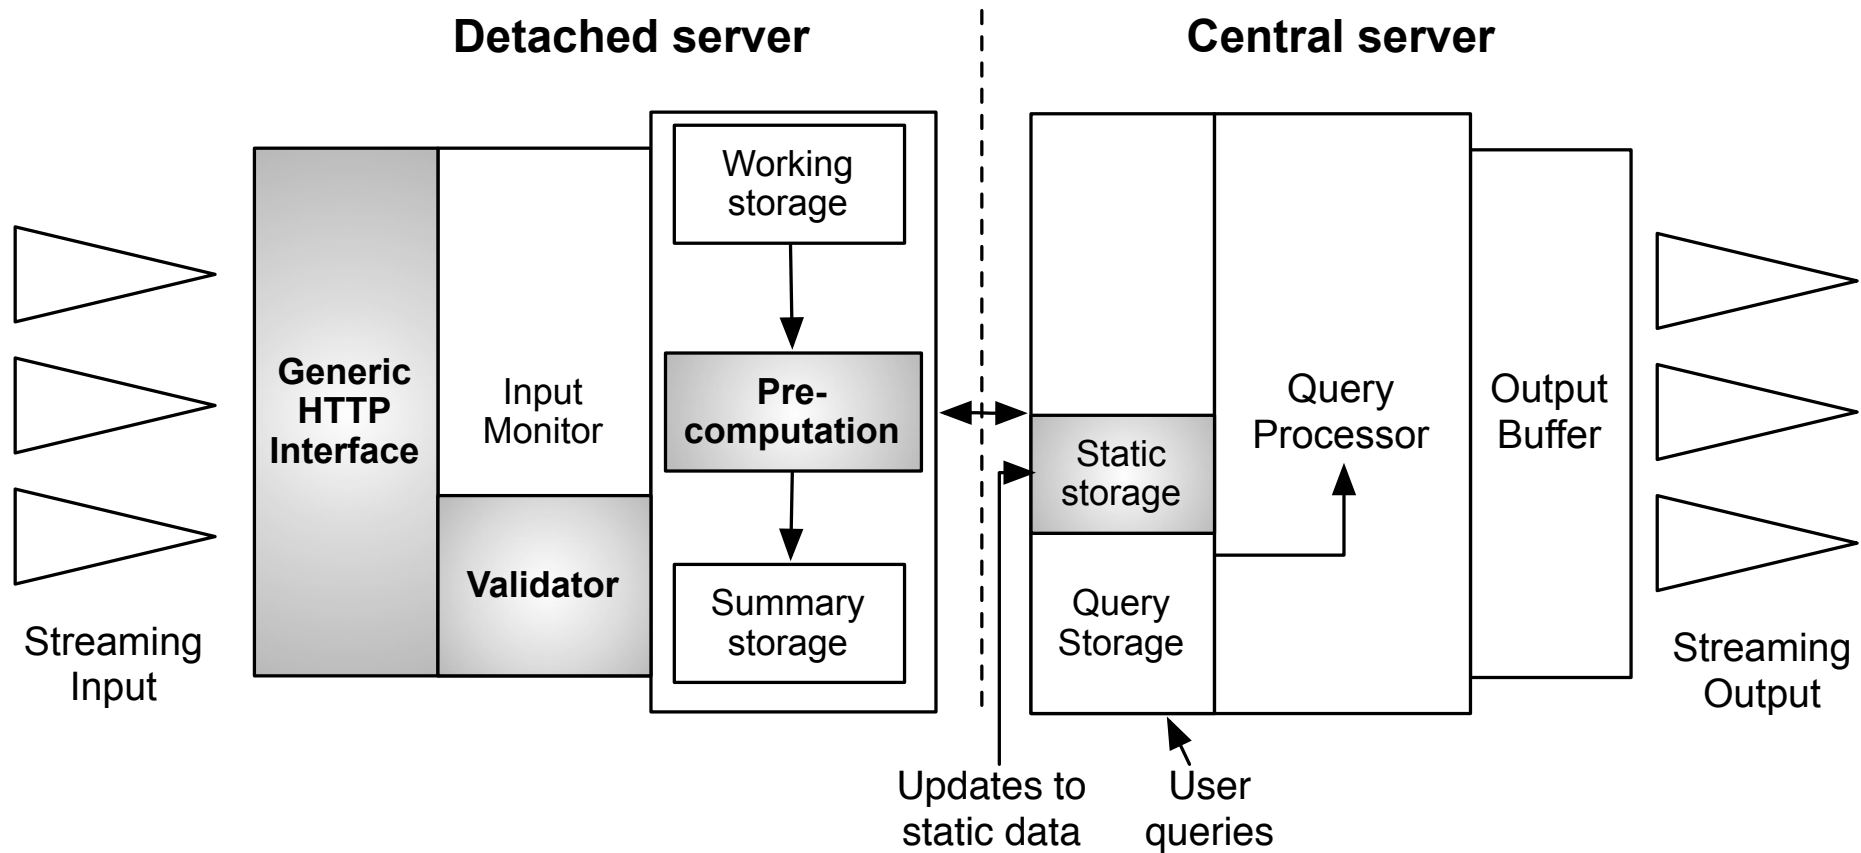 Detached server
Central server
Working
storage
Generic
HTTP
Interface
Input
Monitor
Pre-
computation
Static
storage
Query
Processor
Output
Buffer
Validator
Summary
storage
Query
Storage
Streaming
Input
Streaming
Output
Updates to
static data
User
queries